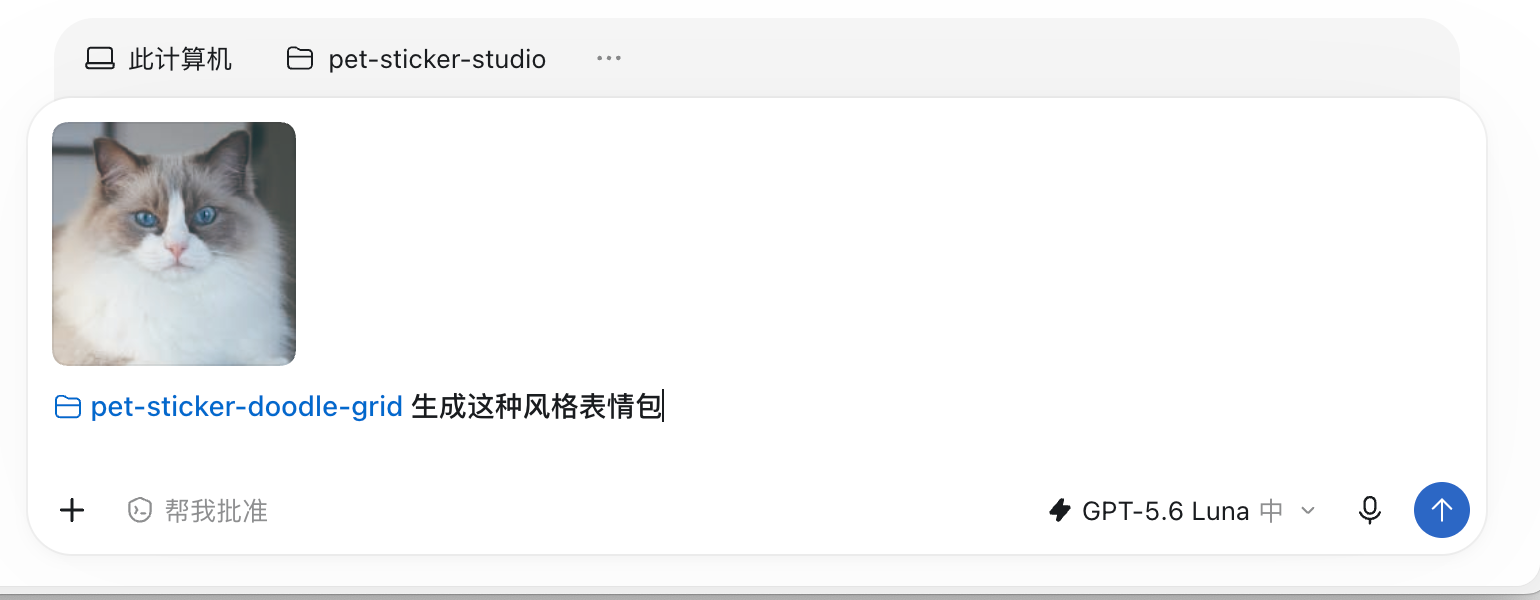 此计算机 pet-sticker-studio ...
pet-sticker-doodle-grid 生成这种风格表情包
帮我批准 GPT-5.6 Luna 中